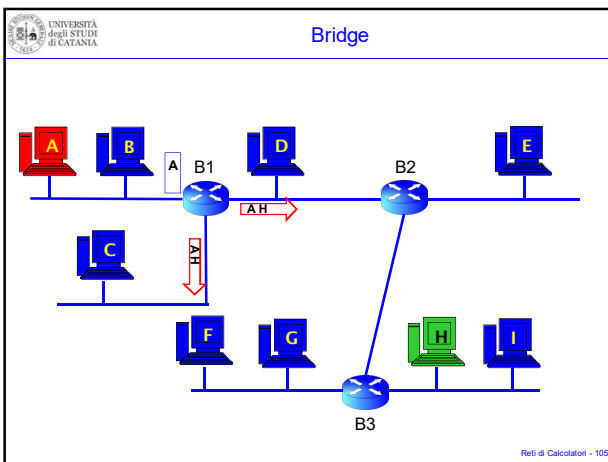 UNIVERSITÀ
degli STUDI
di CATANIA
Bridge
A
B
A
B1
D
B2
E
A H
C
A H
F
G
H
I
B3
Reti di Calcolatori - 105